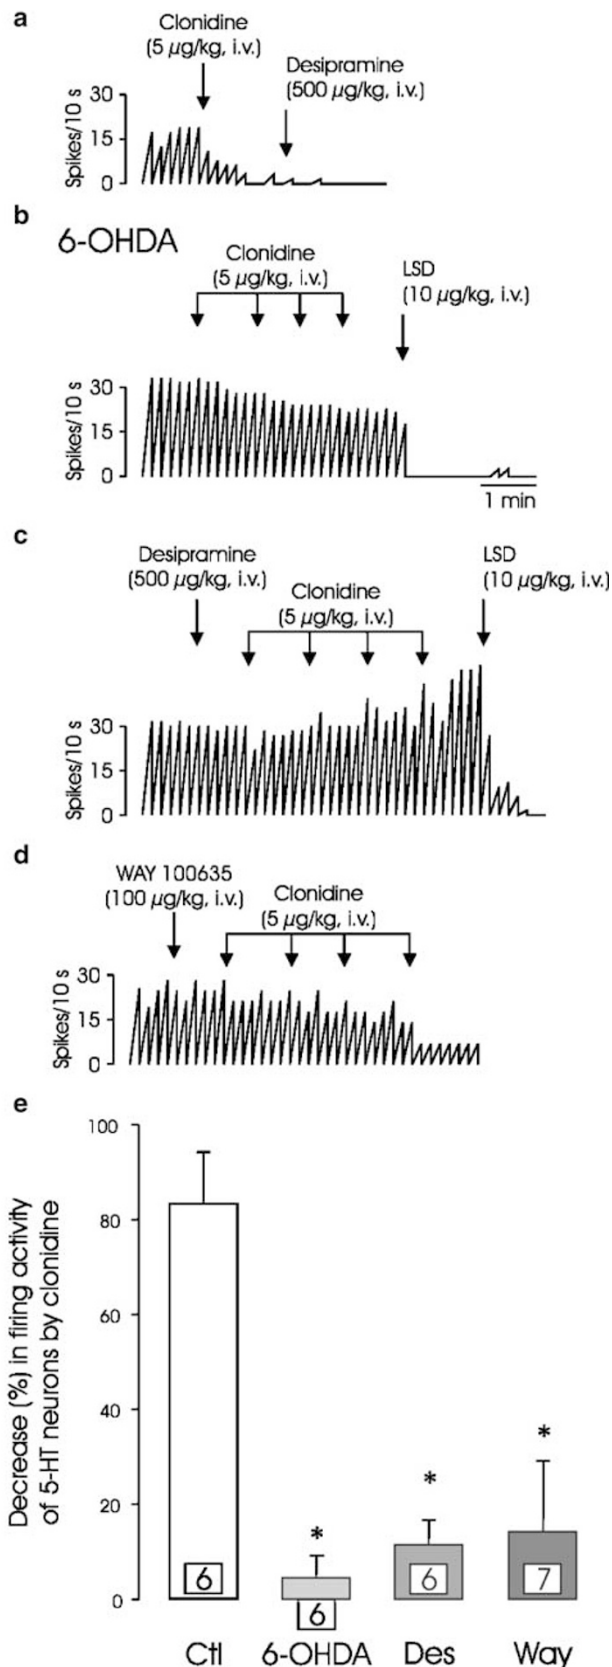 a
Clonidine
(5 µg/kg, i.v.)
Desipramine
(500 µg/kg, i.v.)
Spikes/10 s
30
15
0
b
6-OHDA
Clonidine
(5 µg/kg, i.v.)
LSD
(10 µg/kg, i.v.)
Spikes/10 s
30
15
0
1 min
c
Desipramine
(500 µg/kg, i.v.)
Clonidine
(5 µg/kg, i.v.)
LSD
(10 µg/kg, i.v.)
Spikes/10 s
30
15
0
d
WAY 100635
(100 µg/kg, i.v.)
Clonidine
(5 µg/kg, i.v.)
Spikes/10 s
30
15
0
e
Decrease (%) in firing activity
of 5-HT neurons by clonidine
100
80
60
40
20
0
*
*
*
6
6
6
7
Ctl
6-OHDA
Des
Way